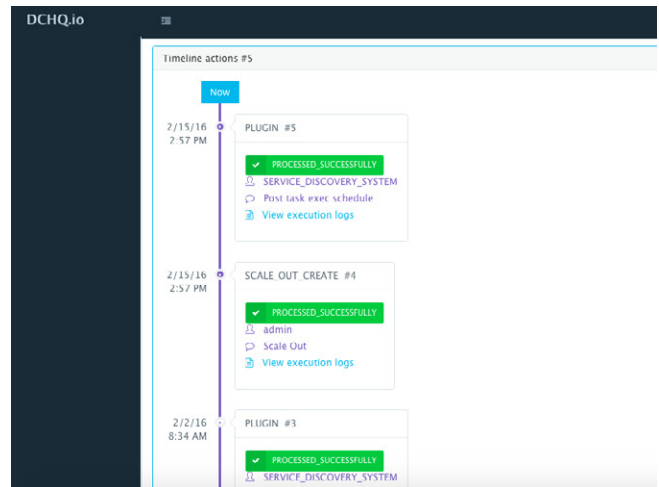 DCHQ.io
Timeline actions #5
Now
2/15/16
2:57 PM
PLUGIN #5
PROCESSED_SUCCESSFULLY
SERVICE_DISCOVERY_SYSTEM
Post task exec schedule
View execution logs
2/15/16
2:57 PM
SCALE_OUT_CREATE #4
PROCESSED_SUCCESSFULLY
admin
Scale Out
View execution logs
2/2/16
8:34 AM
PLUGIN #3
PROCESSED_SUCCESSFULLY
SERVICE_DISCOVERY_SYSTEM